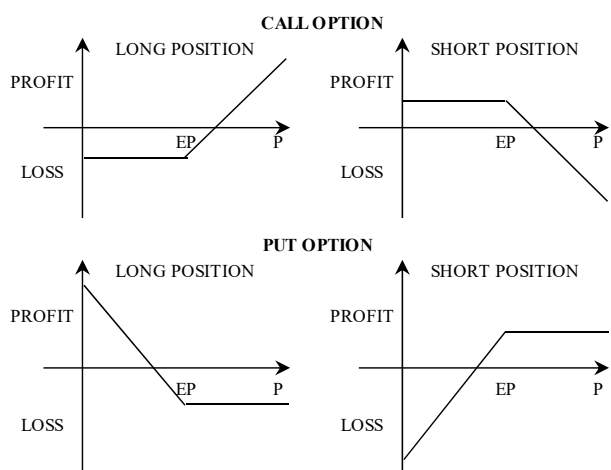 CALL OPTION
LONG POSITION
SHORT POSITION
PROFIT
PROFIT
EP
P
EP
P
LOSS
LOSS
PUT OPTION
LONG POSITION
SHORT POSITION
PROFIT
PROFIT
EP
P
EP
P
LOSS
LOSS